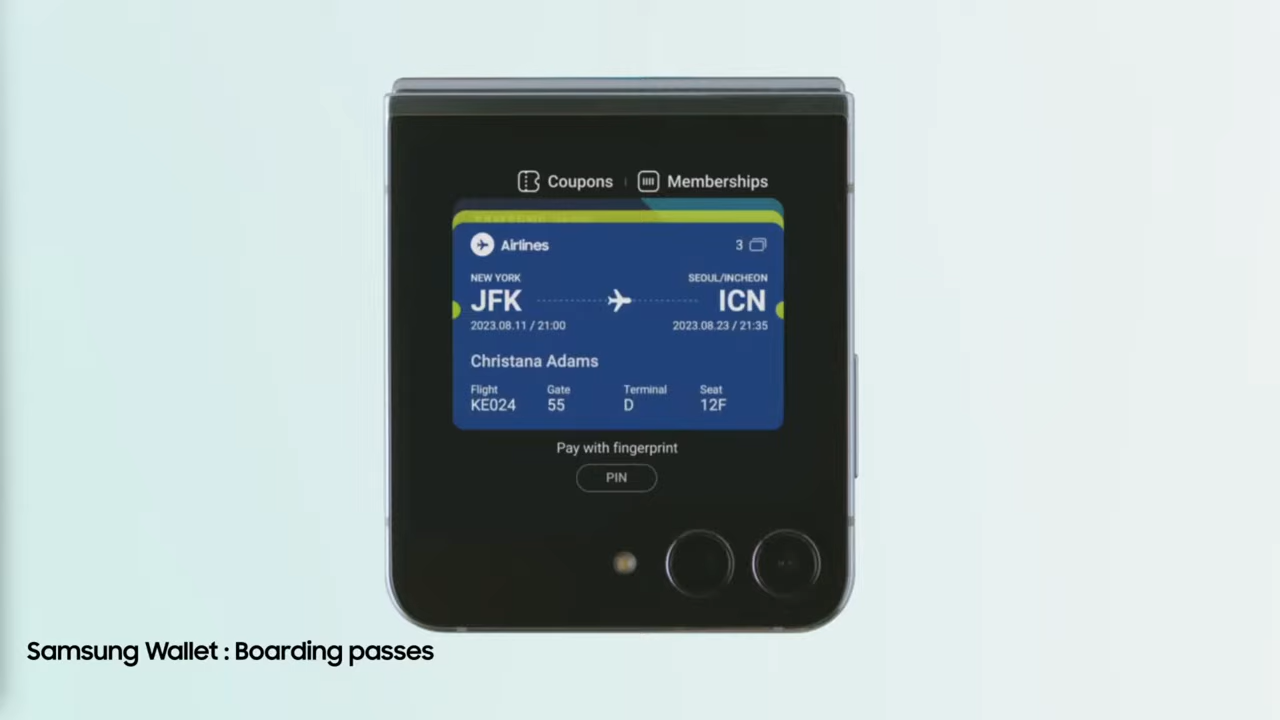 Coupons Memberships
Airlines 3
NEW YORK SEOUL/INCHEON
JFK ICN
2023.08.11 / 21:00 2023.08.23 / 21:35
Christana Adams
Flight Gate Terminal Seat
KE024 55 D 12F
Pay with fingerprint
PIN
Samsung Wallet : Boarding passes